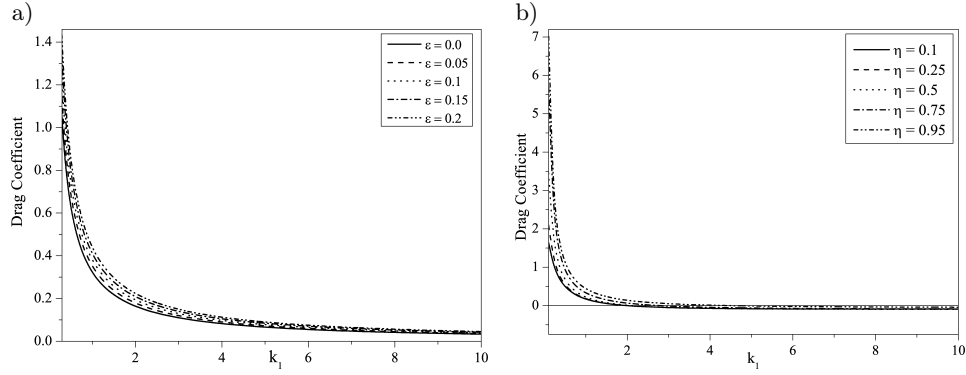 a)
Drag Coefficient
1.4
1.2
1.0
0.8
0.6
0.4
0.2
0.0
2
4
6
8
10
k1
ε = 0.0
ε = 0.05
ε = 0.1
ε = 0.15
ε = 0.2
b)
Drag Coefficient
7
6
5
4
3
2
1
0
2
4
6
8
10
k1
η = 0.1
η = 0.25
η = 0.5
η = 0.75
η = 0.95